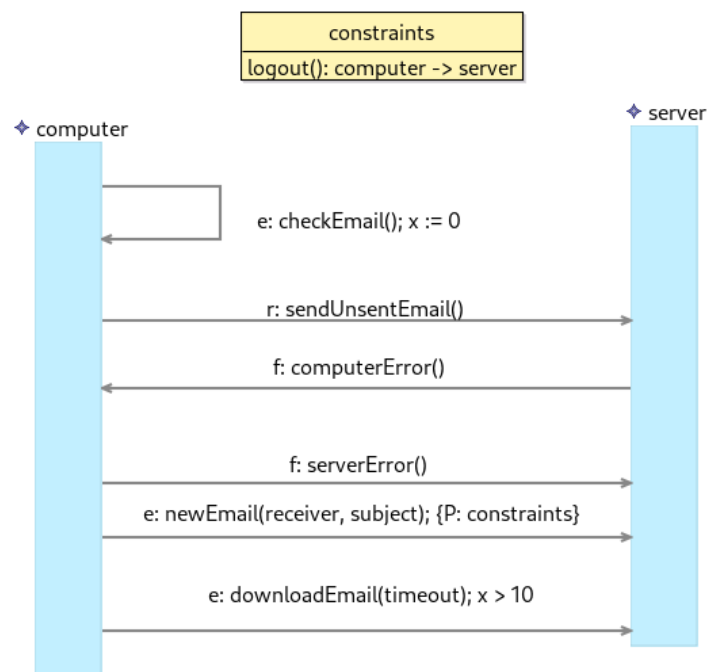 constraints
logout(): computer -> server
computer
server
e: checkEmail(); x := 0
r: sendUnsentEmail()
f: computerError()
f: serverError()
e: newEmail(receiver, subject); {P: constraints}
e: downloadEmail(timeout); x > 10